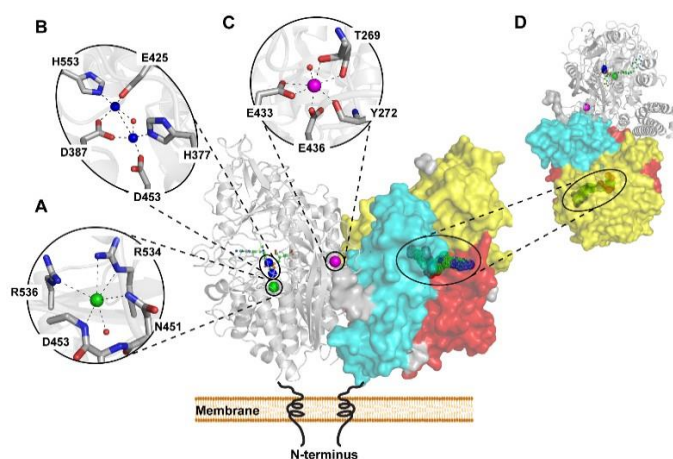 B
H553
E425
D387
H377
D453
C
T269
E433
Y272
E436
D
A
R534
R536
D453
N451
Membrane
N-terminus